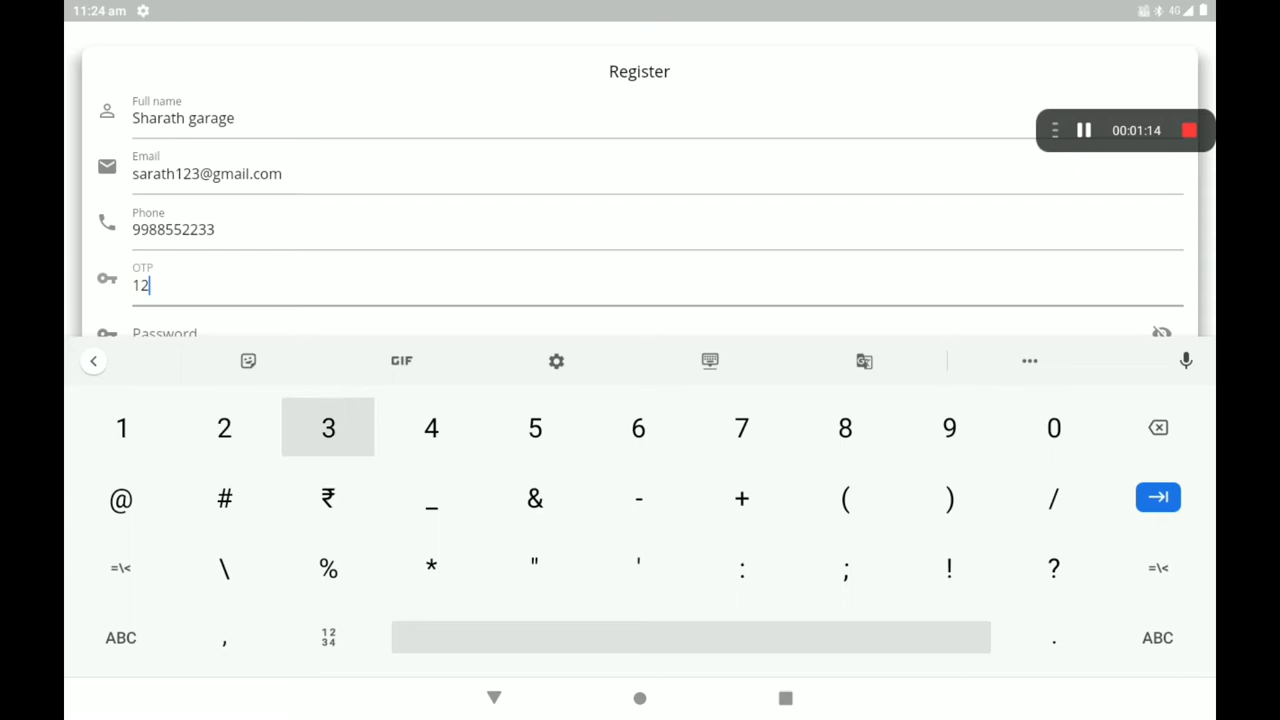 11:24 am
4G
Register
Full name
Sharath garage
00:01:14
Email
sarath123@gmail.com
Phone
9988552233
OTP
12
Password
GIF
1 2 3 4 5 6 7 8 9 0
@ # ₹ _ & - + ( ) /
=\< \ % * " ' : ; ! ? =\<
ABC , 12 34 . ABC